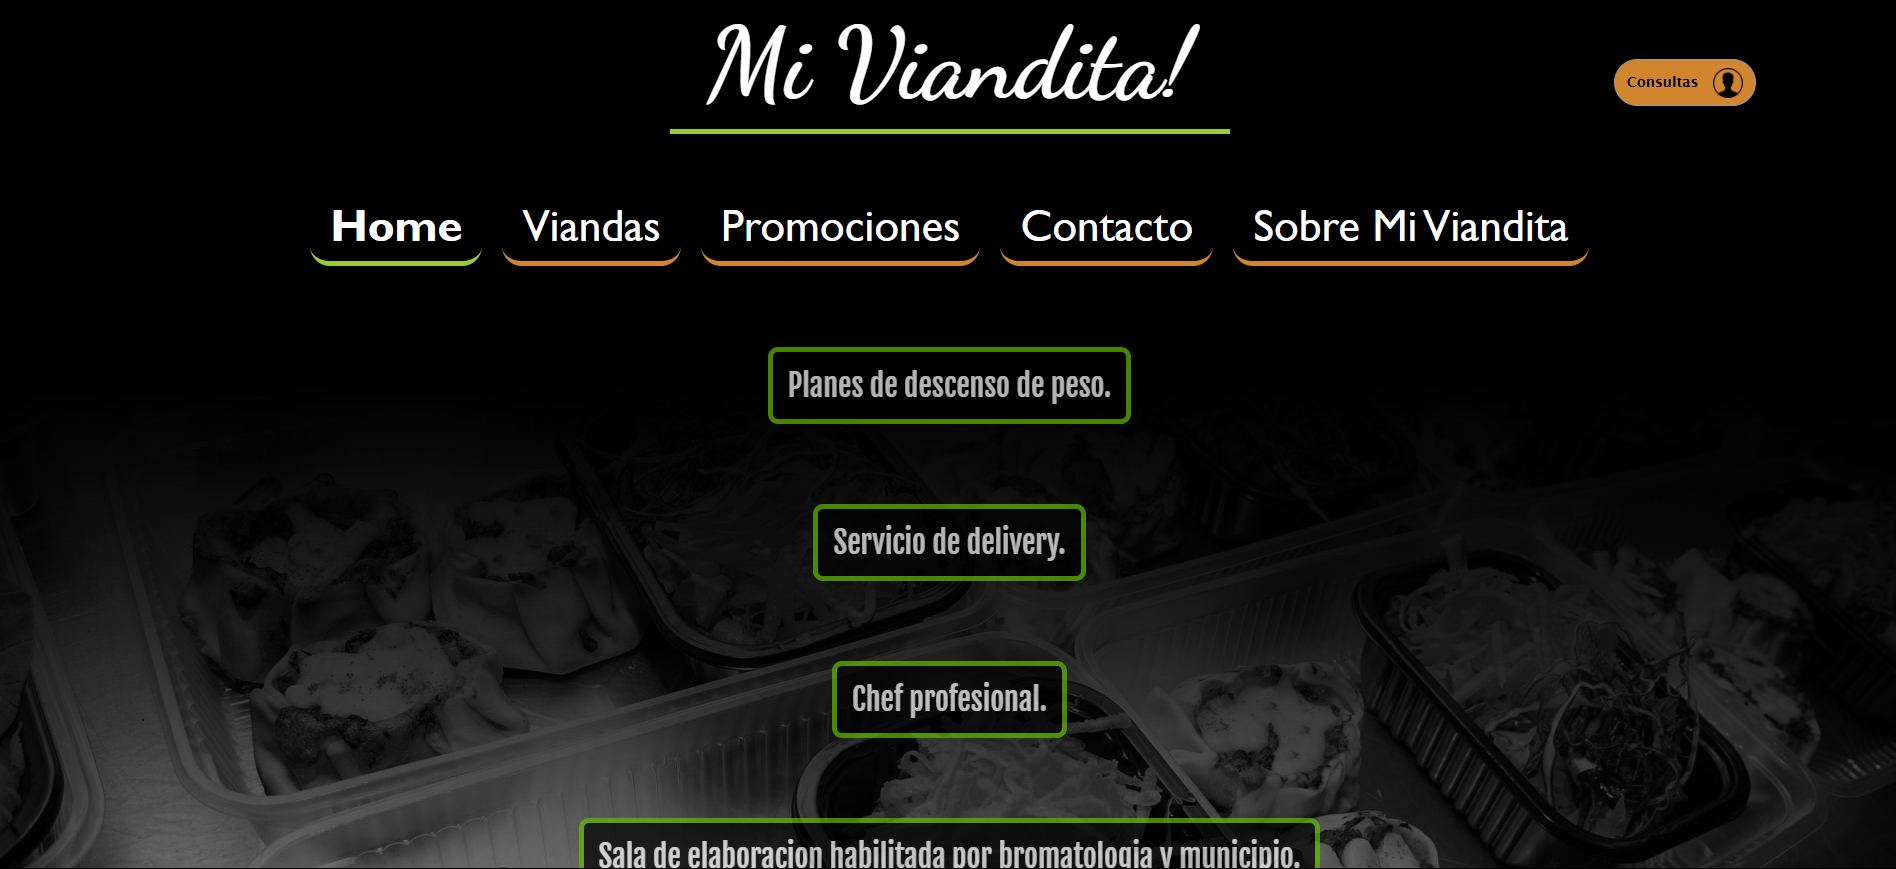 Mi Viandita!
Consultas
Home Viandas Promociones Contacto Sobre Mi Viandita
Planes de descenso de peso.
Servicio de delivery.
Chef profesional.
Sala de elaboracion habilitada por bromatologia y municipio.